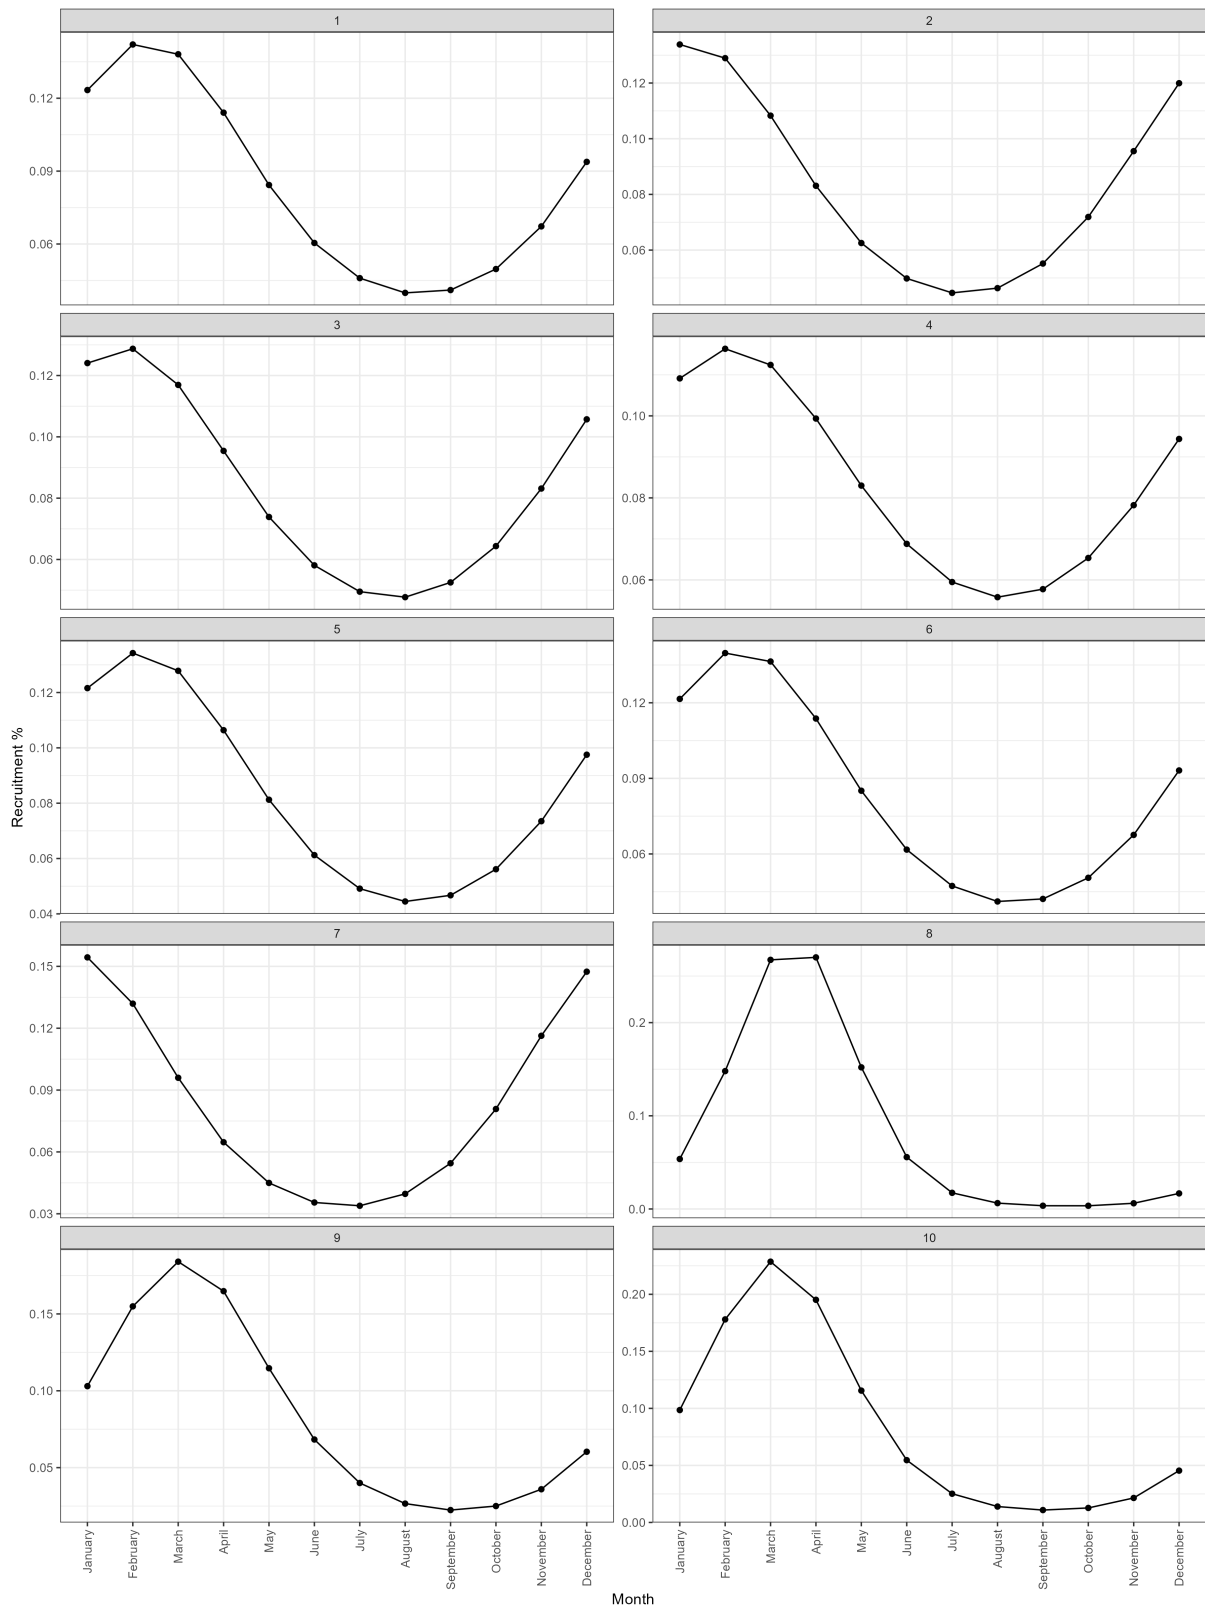 1
2
0.12
0.09
0.06
0.12
0.10
0.08
0.06
3
4
0.12
0.10
0.08
0.06
0.10
0.08
0.06
5
6
0.12
0.10
0.08
0.06
0.04
0.12
0.09
0.06
7
8
0.15
0.12
0.09
0.06
0.03
0.2
0.1
0.0
9
10
0.15
0.10
0.05
0.20
0.15
0.10
0.05
0.00
Recruitment %
January
February
March
April
May
June
July
August
September
October
November
December
January
February
March
April
May
June
July
August
September
October
November
December
Month